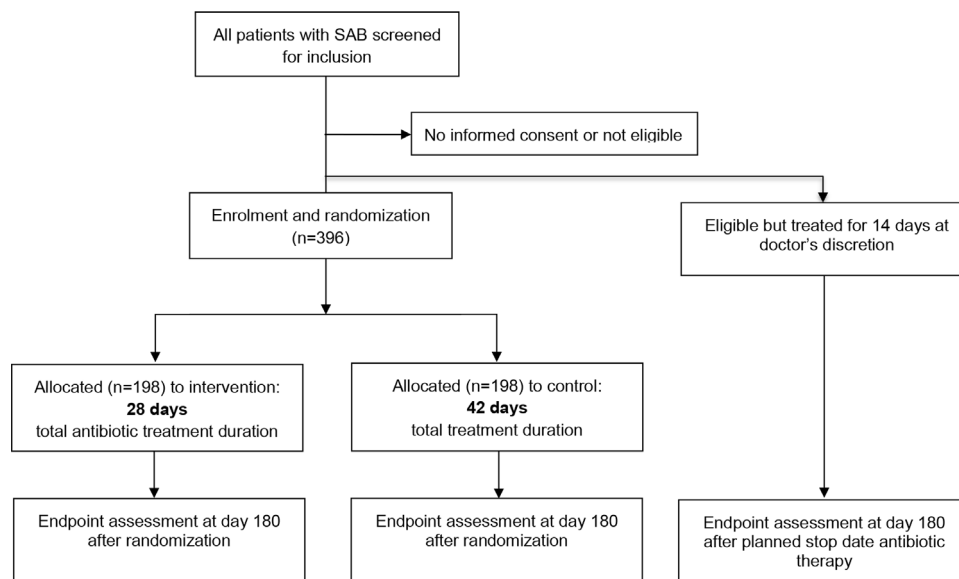 All patients with SAB screened
for inclusion
No informed consent or not eligible
Enrolment and randomization
(n=396)
Eligible but treated for 14 days at
doctor’s discretion
Allocated (n=198) to intervention:
28 days
total antibiotic treatment duration
Allocated (n=198) to control:
42 days
total treatment duration
Endpoint assessment at day 180
after randomization
Endpoint assessment at day 180
after randomization
Endpoint assessment at day 180
after planned stop date antibiotic
therapy